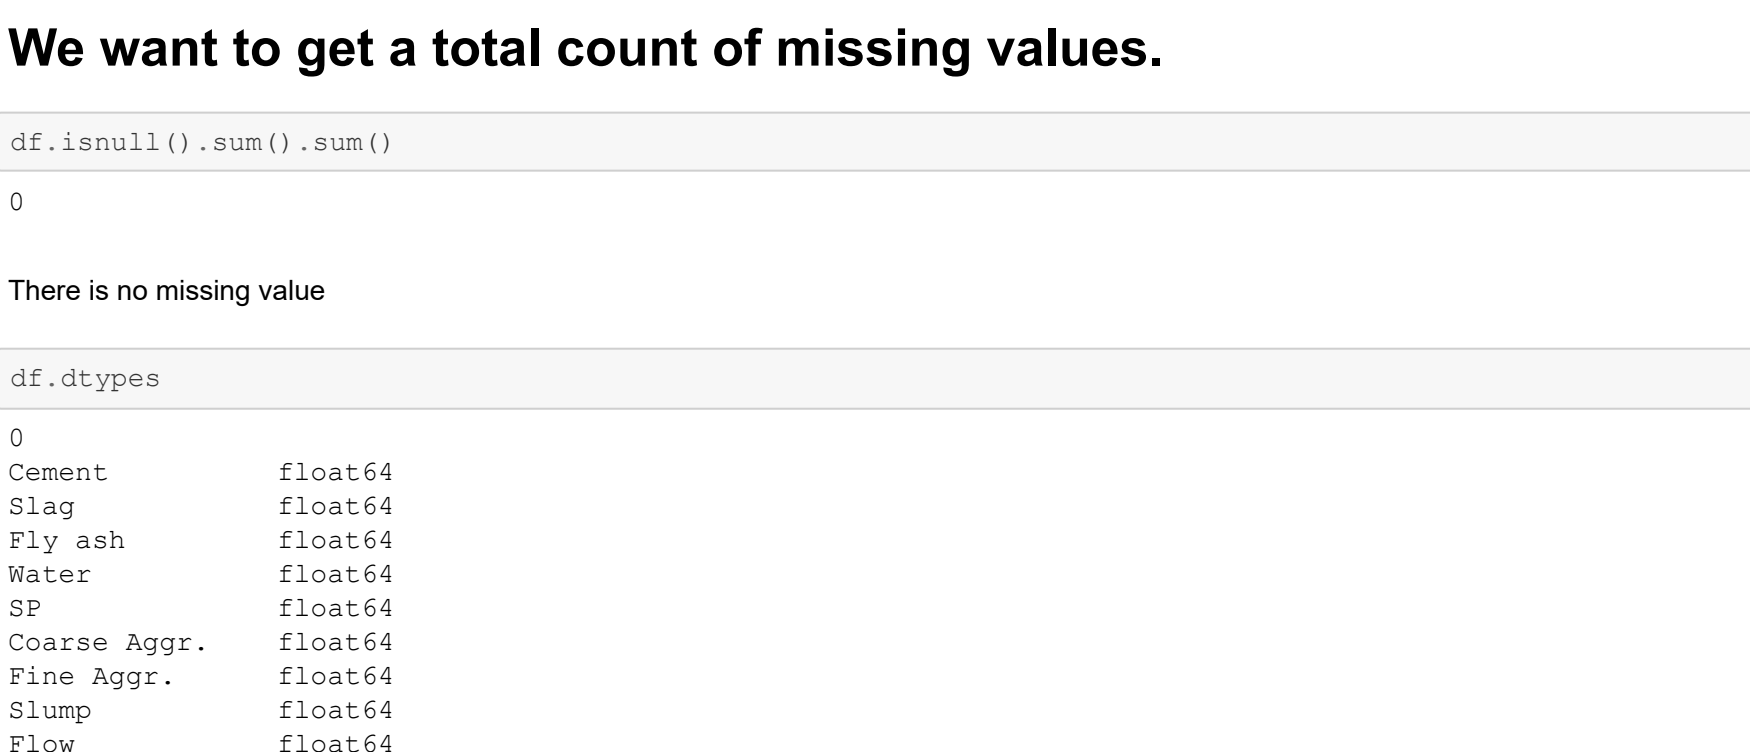 We want to get a total count of missing values.
df.isnull().sum().sum()
0
There is no missing value
df.dtypes
0
Cement float64
Slag float64
Fly ash float64
Water float64
SP float64
Coarse Aggr. float64
Fine Aggr. float64
Slump float64
Flow float64